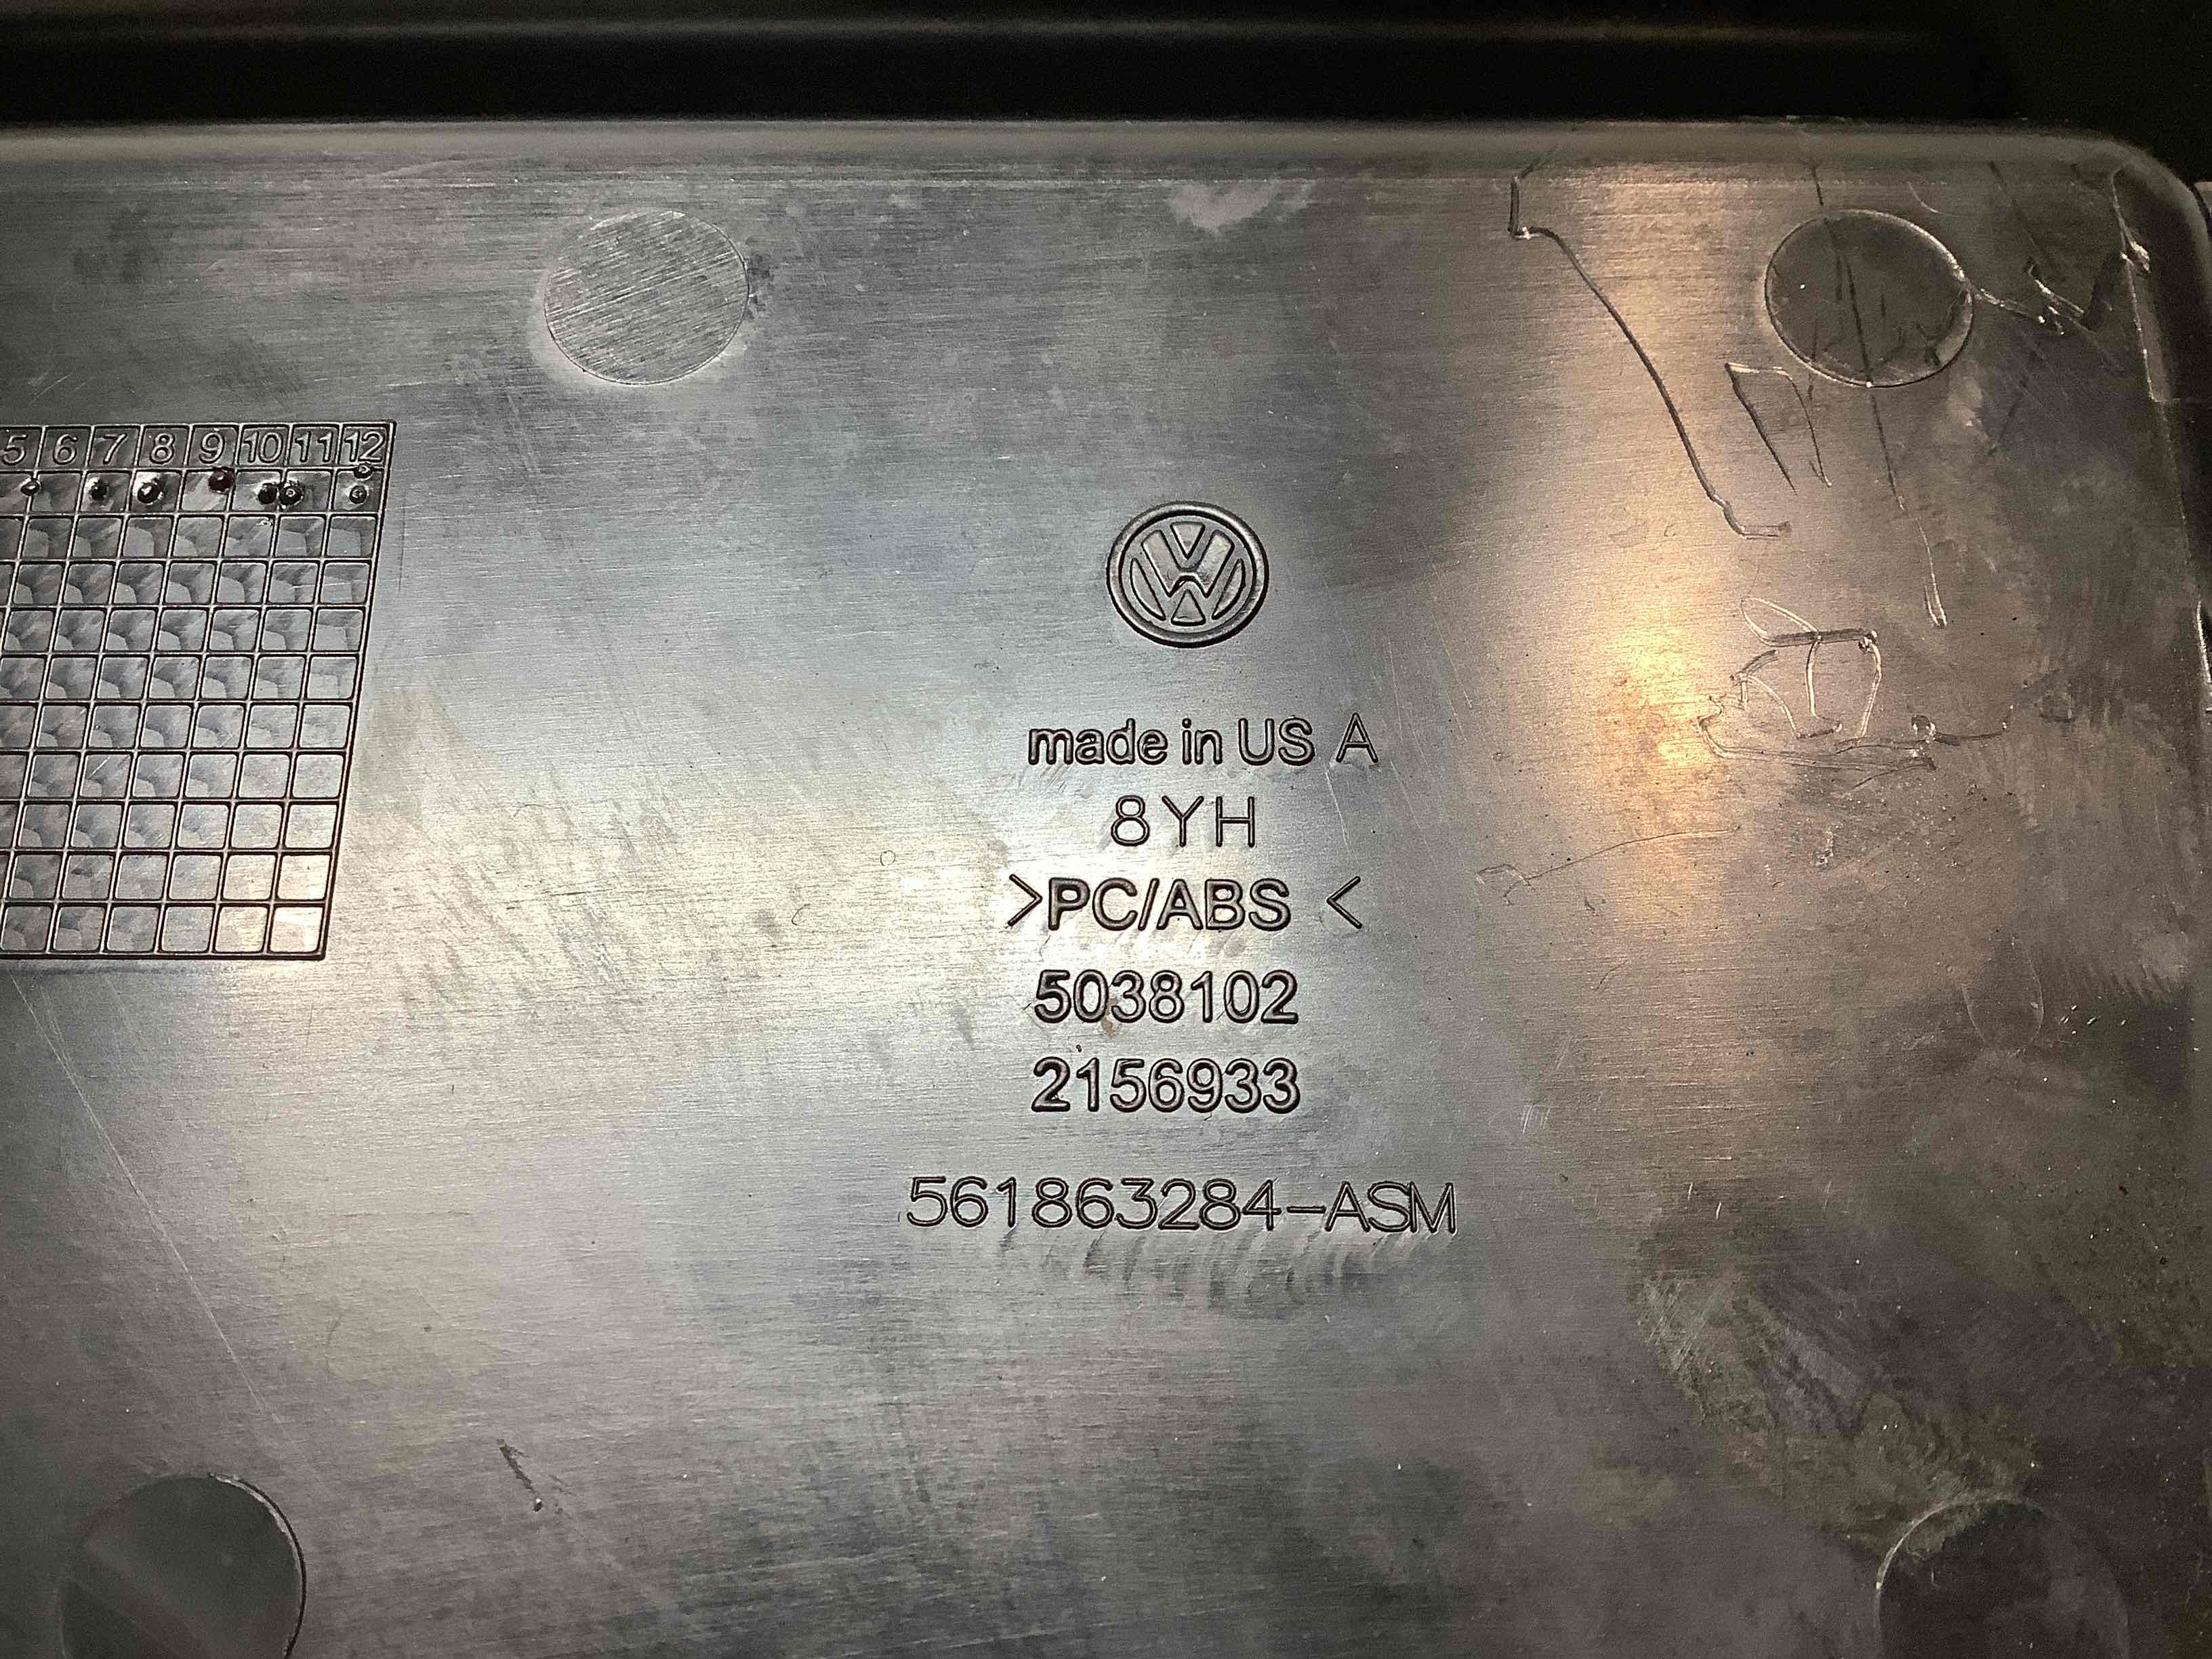 5 6 7 8 9 10 11 12
made in US A
8YH
>PC/ABS <
5038102
2156933
561863284-ASM